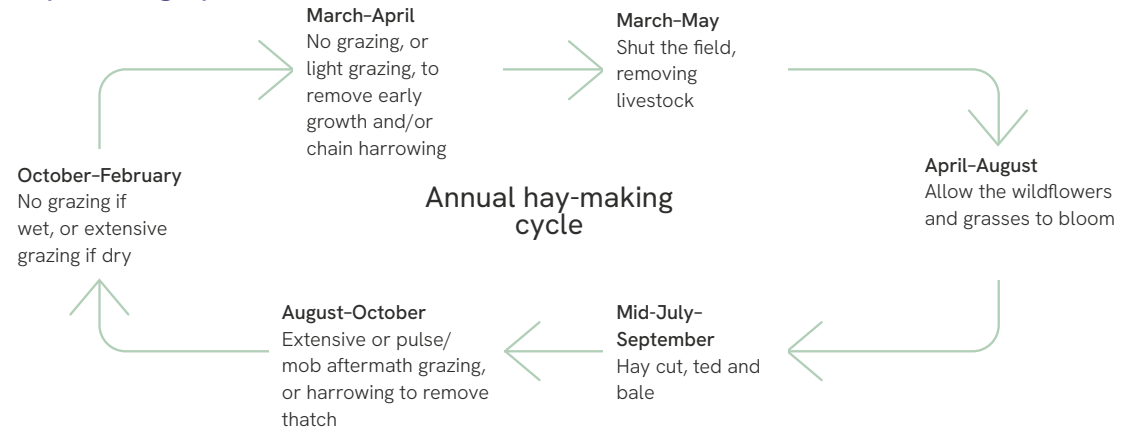 March–April
No grazing, or
light grazing, to
remove early
growth and/or
chain harrowing
March–May
Shut the field,
removing
livestock
April–August
Allow the wildflowers
and grasses to bloom
Mid-July–
September
Hay cut, ted and
bale
August–October
Extensive or pulse/
mob aftermath grazing,
or harrowing to remove
thatch
October–February
No grazing if
wet, or extensive
grazing if dry
Annual hay-making
cycle